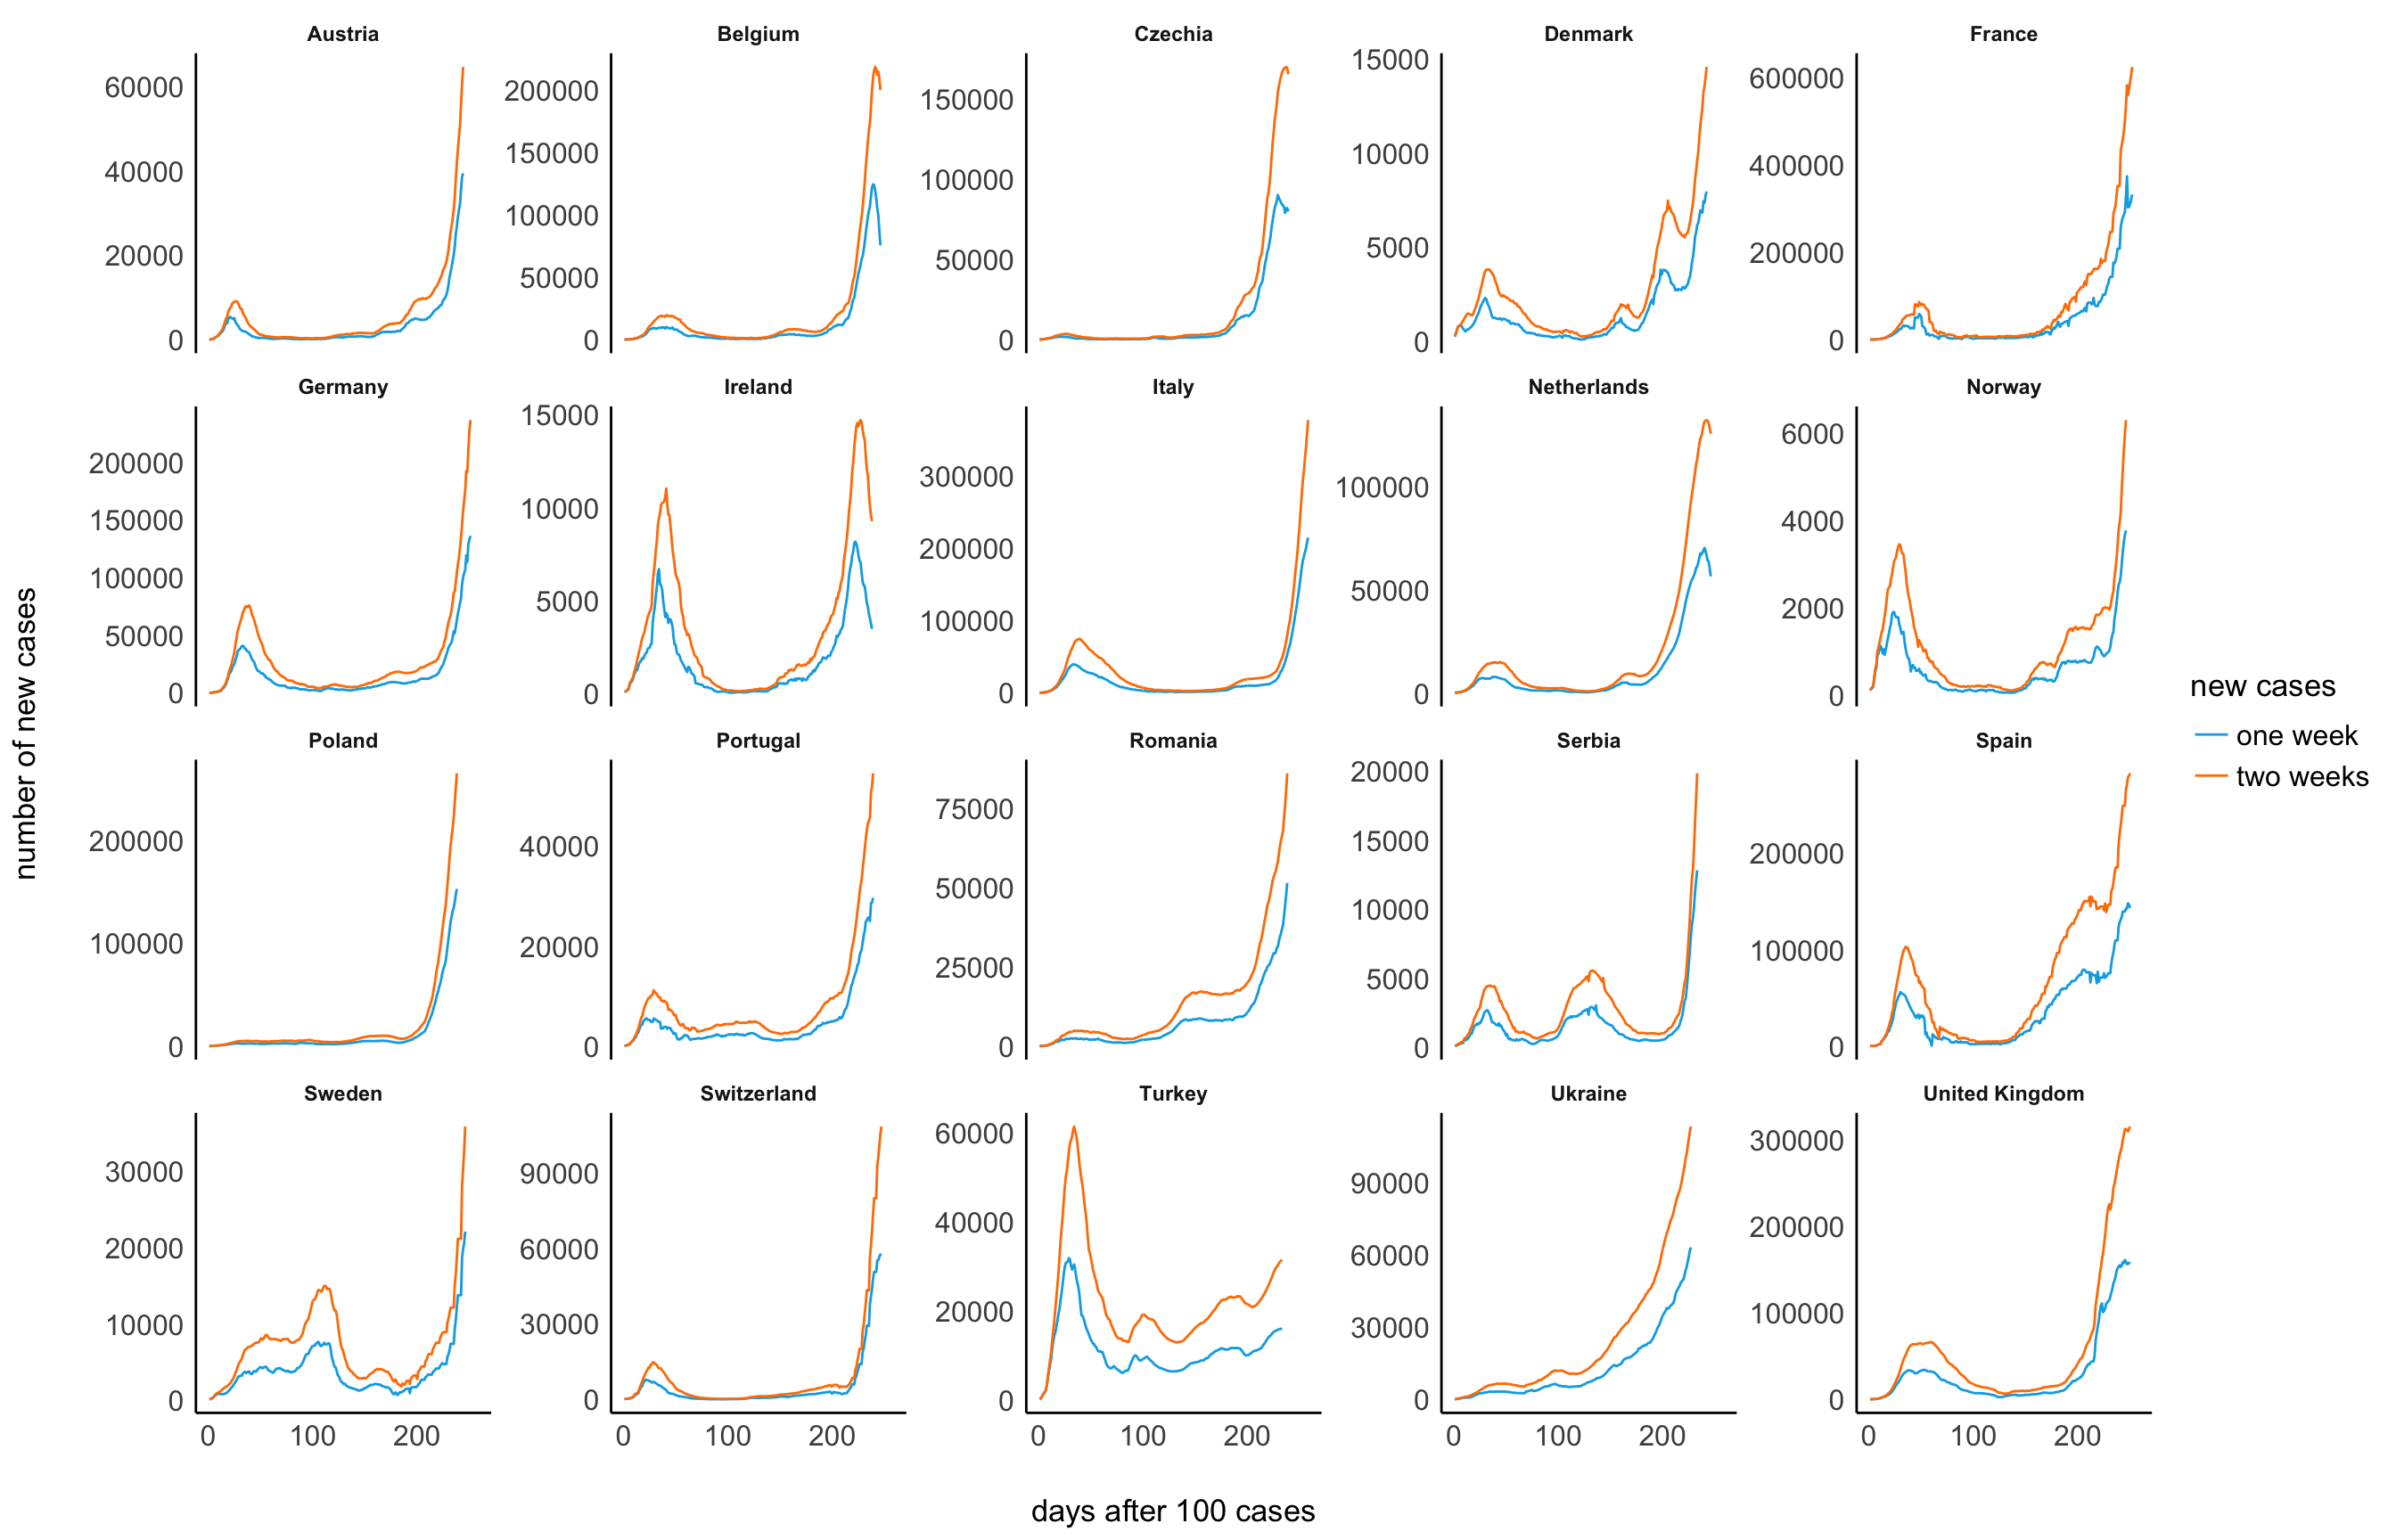 Austria Belgium Czechia Denmark France
60000 40000 20000 0
200000 150000 100000 50000 0
150000 100000 50000 0
15000 10000 5000 0
600000 400000 200000 0
Germany Ireland Italy Netherlands Norway
200000 150000 100000 50000 0
15000 10000 5000 0
300000 200000 100000 0
100000 50000 0
6000 4000 2000 0
Poland Portugal Romania Serbia Spain
200000 100000 0
40000 20000 0
75000 50000 25000 0
20000 15000 10000 5000 0
200000 100000 0
Sweden Switzerland Turkey Ukraine United Kingdom
30000 20000 10000 0
90000 60000 30000 0
60000 40000 20000 0
90000 60000 30000 0
300000 200000 100000 0
0 100 200 0 100 200 0 100 200 0 100 200 0 100 200
days after 100 cases
number of new cases
new cases
one week
two weeks